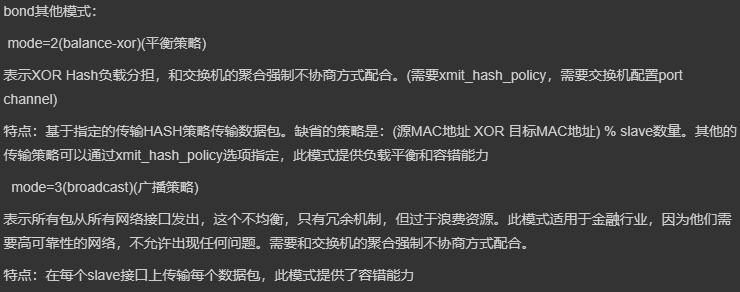 bond其他模式：
mode=2(balance-xor)(平衡策略)
表示XOR Hash负载分担，和交换机的聚合强制不协商方式配合。(需要xmit_hash_policy，需要交换机配置port
channel)
特点：基于指定的传输HASH策略传输数据包。缺省的策略是：(源MAC地址 XOR 目标MAC地址) % slave数量。其他的
传输策略可以通过xmit_hash_policy选项指定，此模式提供负载平衡和容错能力
mode=3(broadcast)(广播策略)
表示所有包从所有网络接口发出，这个不均衡，只有冗余机制，但过于浪费资源。此模式适用于金融行业，因为他们需
要高可靠性的网络，不允许出现任何问题。需要和交换机的聚合强制不协商方式配合。
特点：在每个slave接口上传输每个数据包，此模式提供了容错能力